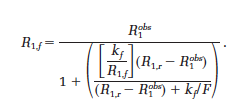 R_{1,f} = \frac{R_1^{obs}}{1 + \left( \frac{\left[ \frac{k_f}{R_{1,f}} \right] (R_{1,r} - R_1^{obs})}{(R_{1,r} - R_1^{obs}) + k_f/F} \right)}.